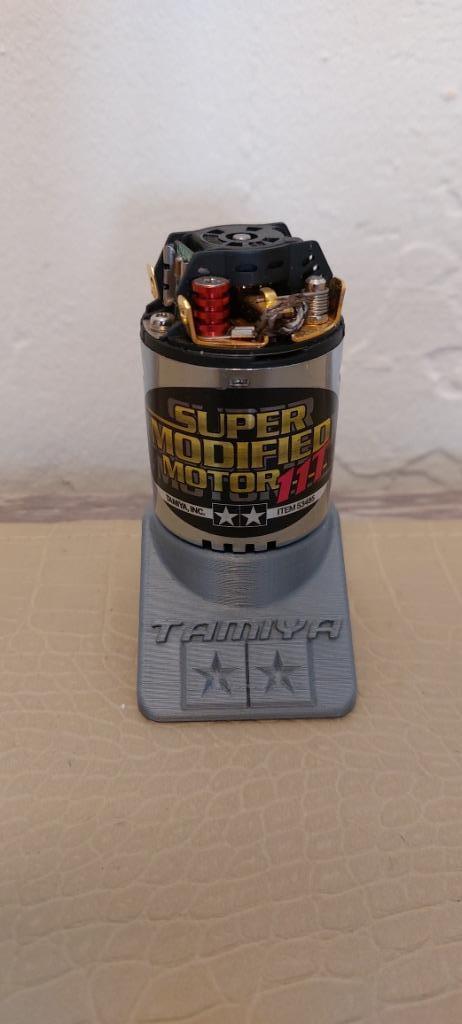 SUPER
MODIFIED
MOTOR 11T
TAMIYA, INC. ITEM 53485
TAMIYA